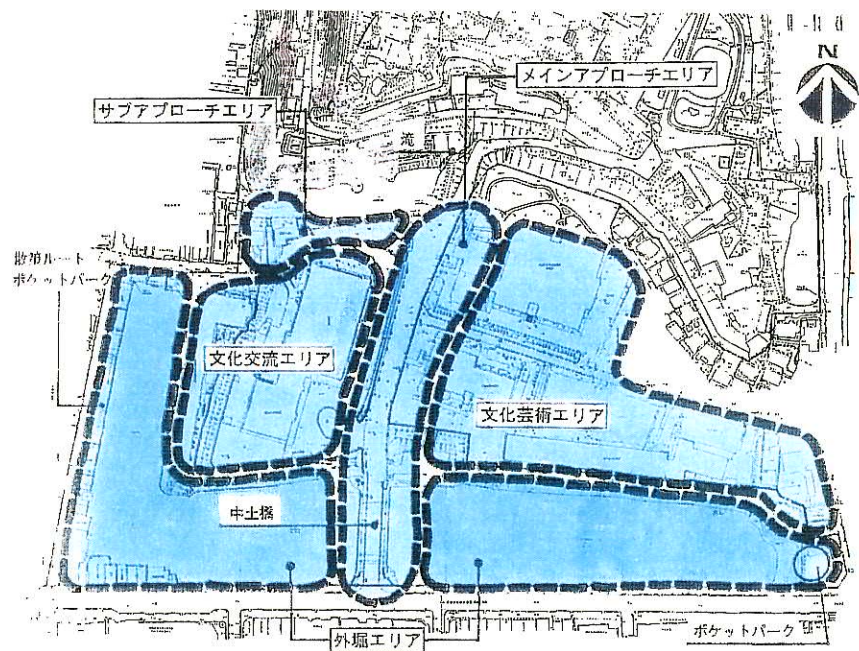 N
メインアプローチエリア
サブアプローチエリア
滝
散策ルート
ポケットパーク
文化交流エリア
文化芸術エリア
中土橋
外堀エリア
ポケットパーク